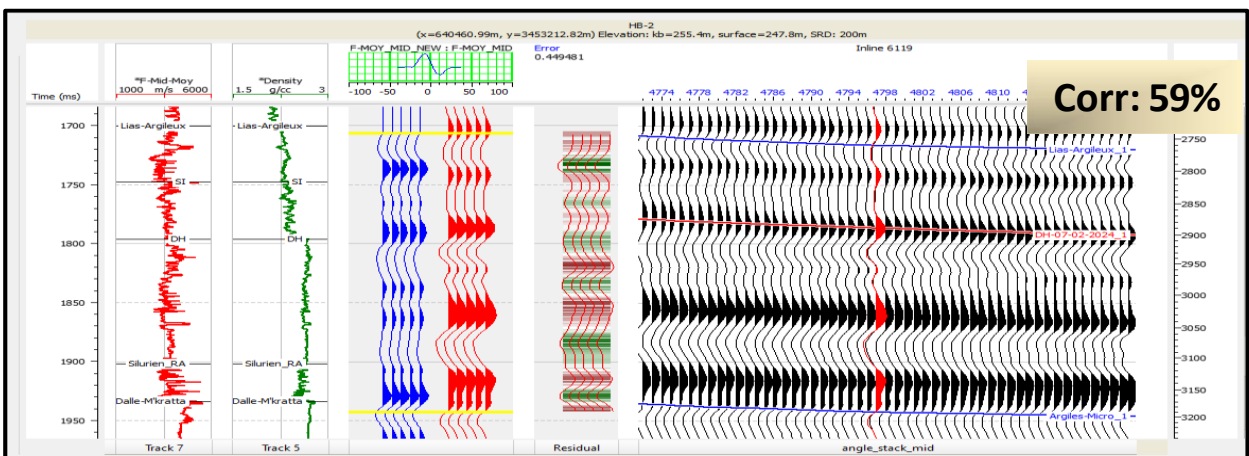 HB-2
(x=640460.99m, y=3453212.82m) Elevation: kb=255.4m, surface=247.8m, SRD: 200m
F-MOY_MID_NEW : F-MOY_MID
Error
0.449481
Inline 6119
Corr: 59%
*F-Mid-Moy
1000 m/s 6000
*Density
1.5 g/cc 3
-100 -50 0 50 100
4774 4778 4782 4786 4790 4794 4798 4802 4806 4810
Time (ms)
1700
1750
1800
1850
1900
1950
Lias-Argileux
SI
DH
Silurien_RA
Dalle-M'kratta
Lias-Argileux
SI
DH
Silurien_RA
Dalle-M'kratta
Lias-Argileux_1
DH-07-02-2024_1
Argiles-Micro_1
2750
2800
2850
2900
2950
3000
3050
3100
3150
3200
Track 7
Track 5
Residual
angle_stack_mid